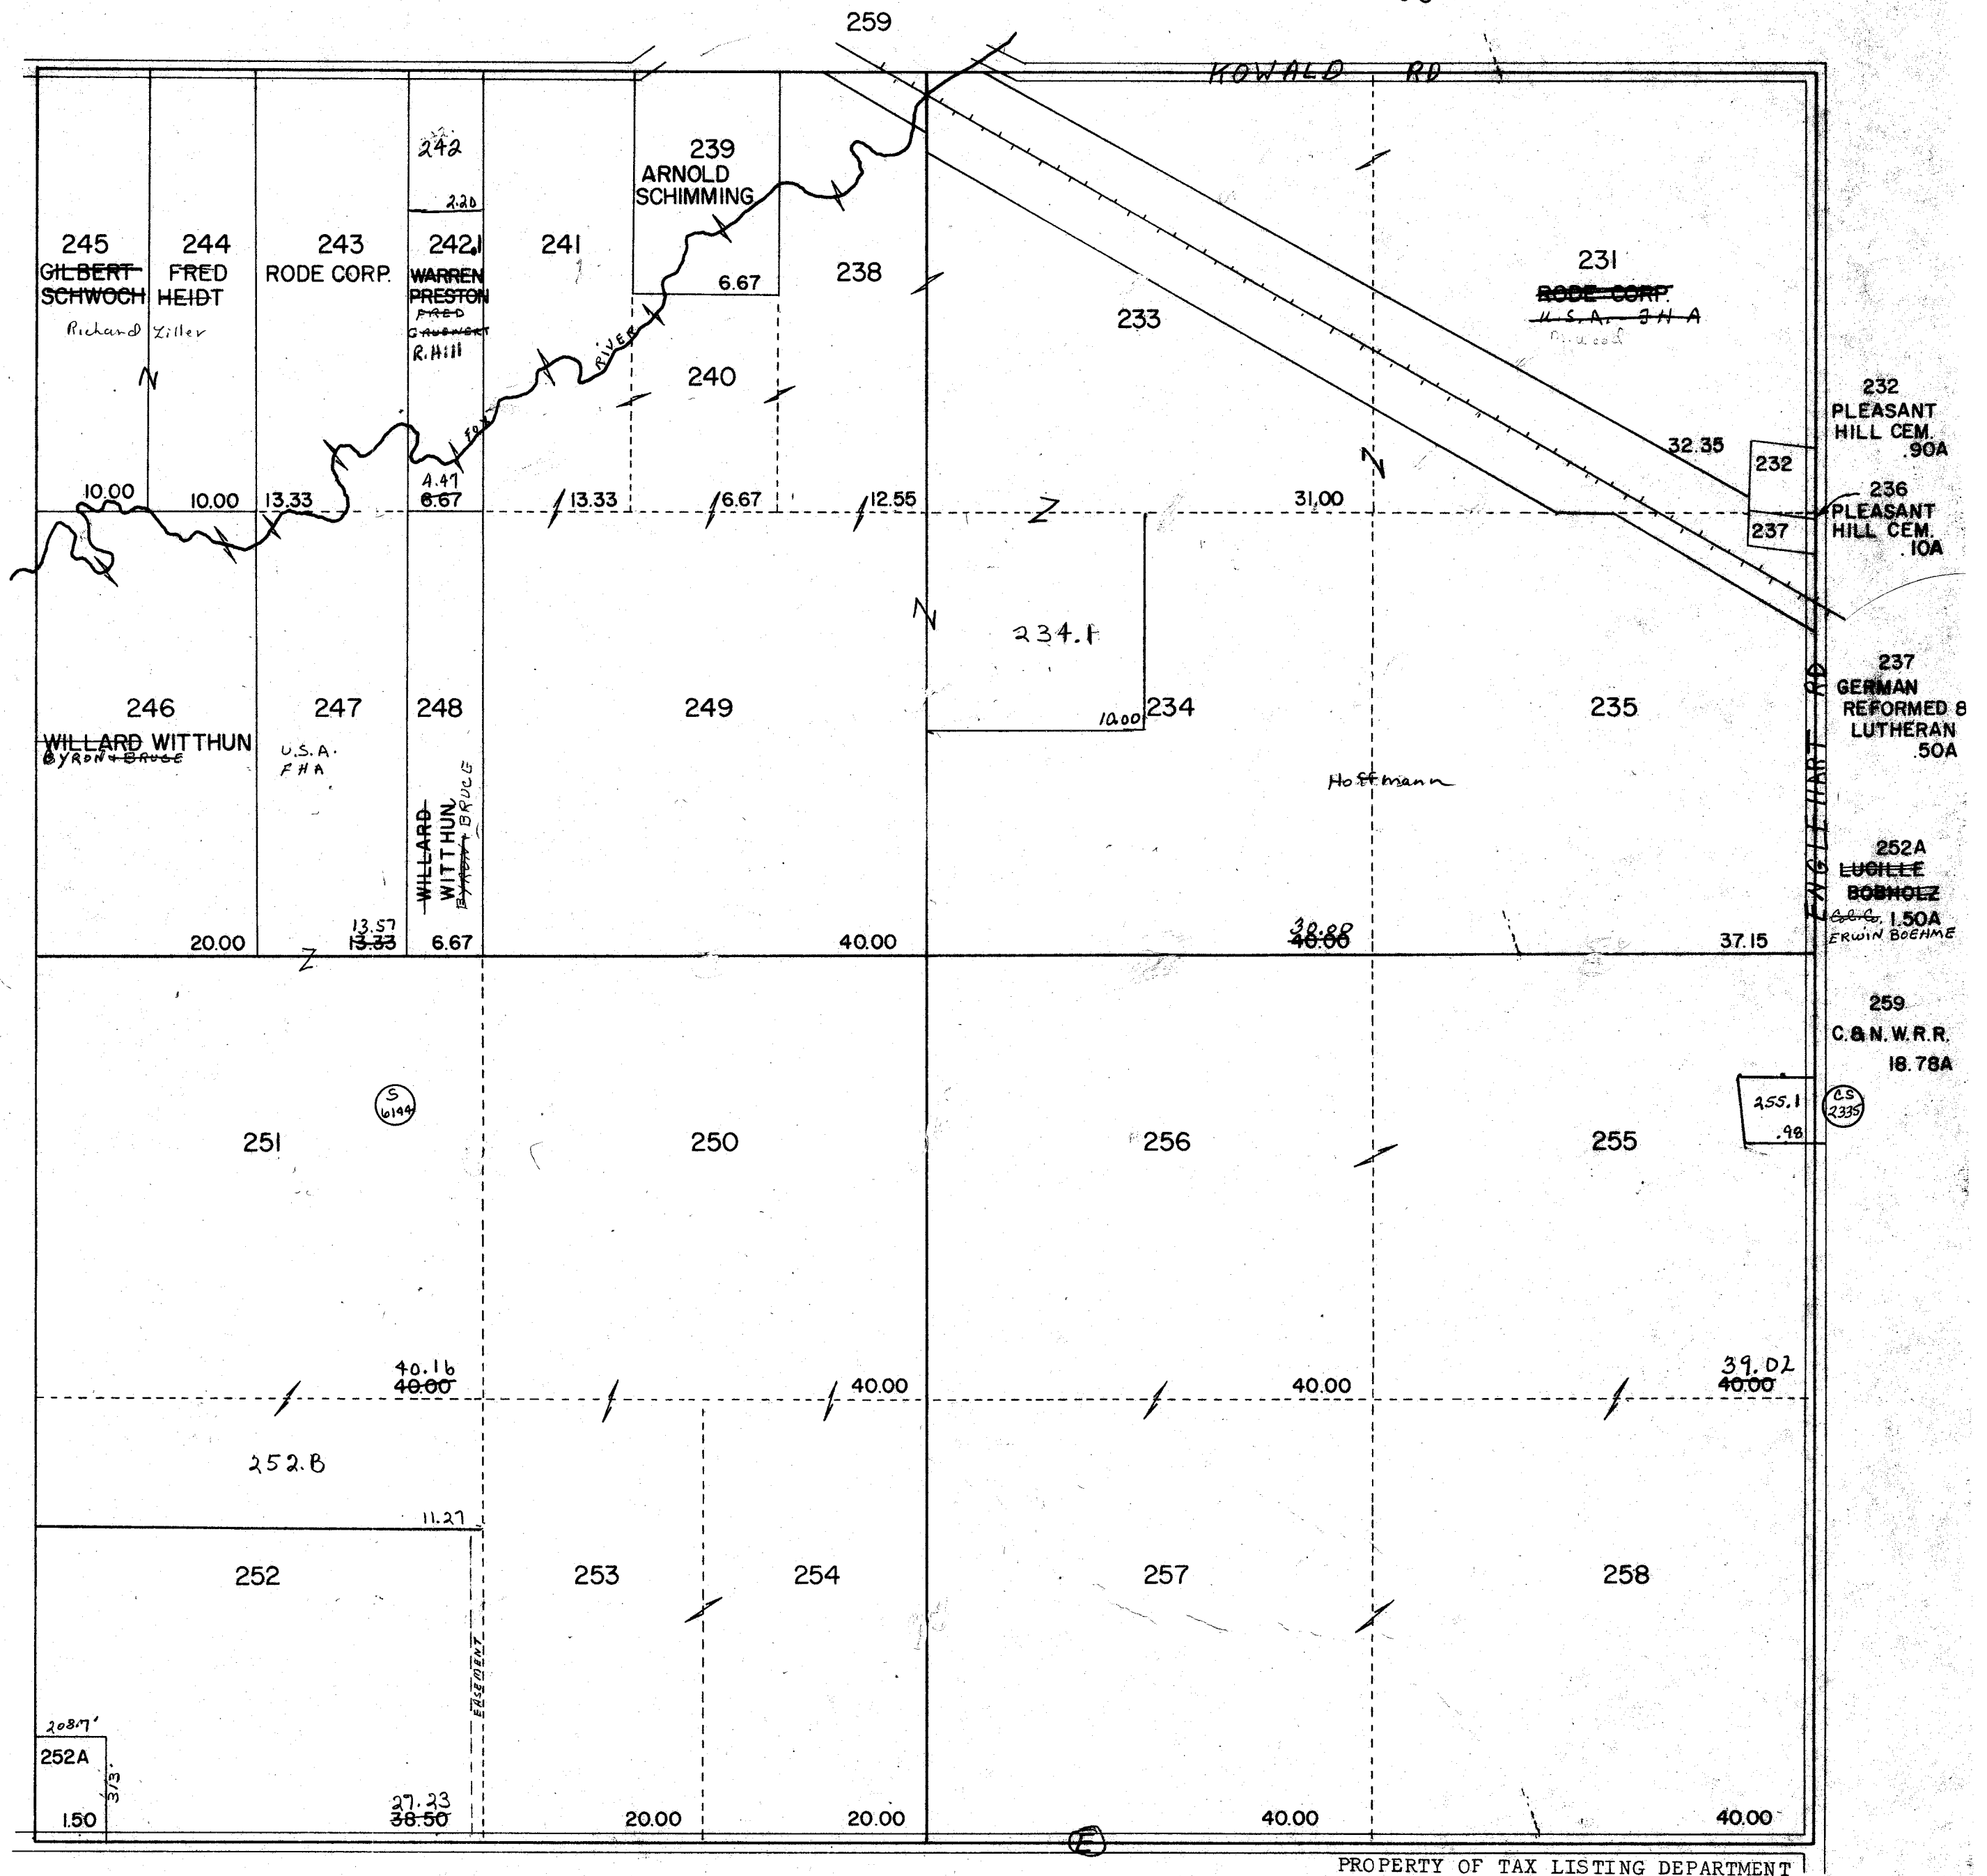 259
KOWALD RD
242
2.20
239
ARNOLD
SCHIMMING
6.67
245
GILBERT
SCHWOCH
Richard Ziller
244
FRED
HEIDT
243
RODE CORP.
242.1
WARREN
PRESTON
FRED
R. Hill
241
238
240
FOX RIVER
233
231
RODE CORP.
U.S.A. FHA
232
PLEASANT
HILL CEM.
.90A
32.35
232
236
PLEASANT
HILL CEM.
.10A
237
10.00
10.00
13.33
4.47
6.67
13.33
6.67
12.55
31.00
234.1
10.00
234
235
237
GERMAN
REFORMED &
LUTHERAN
.50A
ENGLEHART RD
246
WILLARD WITTHUN
BYRON & BRUCE
247
U.S.A.
FHA
248
WILLARD
WITTHUN
BYRON & BRUCE
249
Hoffmann
252A
LUCILLE
BOBHOLZ
1.50A
ERWIN BOEHME
20.00
13.57
13.33
6.67
40.00
40.00
37.15
259
C. & N. W. R. R.
18.78A
S
6144
255.1
.98
CS
2335
251
250
256
255
40.16
40.00
40.00
40.00
39.02
40.00
252.B
11.27
252
253
254
257
258
EASEMENT
208.7'
252A
313'
1.50
27.23
38.50
20.00
20.00
40.00
40.00
E
PROPERTY OF TAX LISTING DEPARTMENT